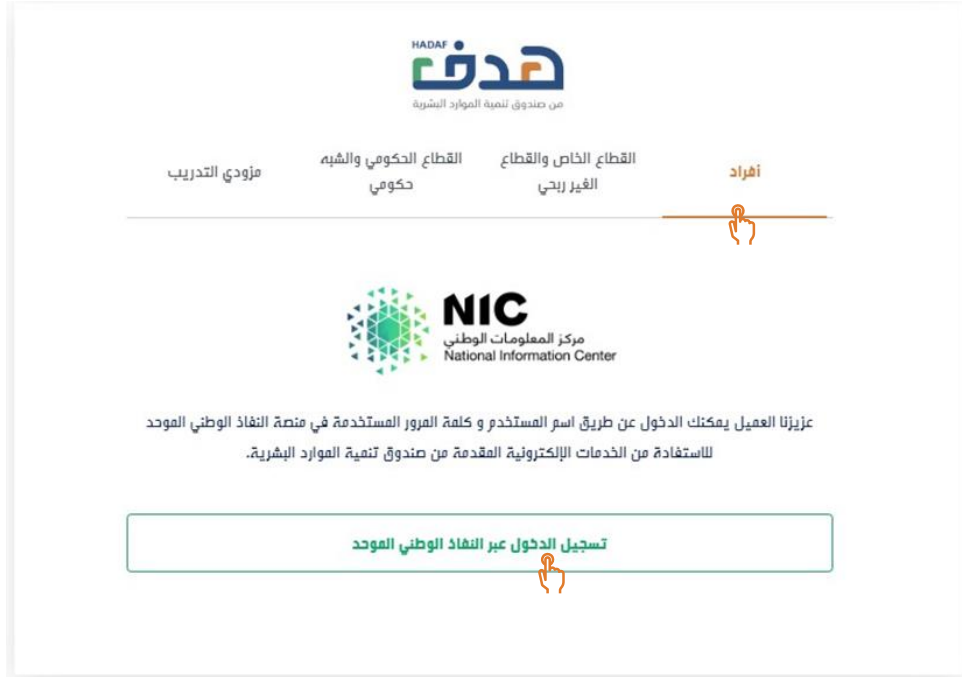 HADAF
هدف
من صندوق تنمية الموارد البشرية
أفراد
القطاع الخاص والقطاع
الغير ربحي
القطاع الحكومي والشبه
حكومي
مزودي التدريب
NIC
مركز المعلومات الوطني
National Information Center
عزيزنا العميل يمكنك الدخول عن طريق اسم المستخدم و كلمة المرور المستخدمة في منصة النفاذ الوطني الموحد
للاستفادة من الخدمات الإلكترونية المقدمة من صندوق تنمية الموارد البشرية.
تسجيل الدخول عبر النفاذ الوطني الموحد